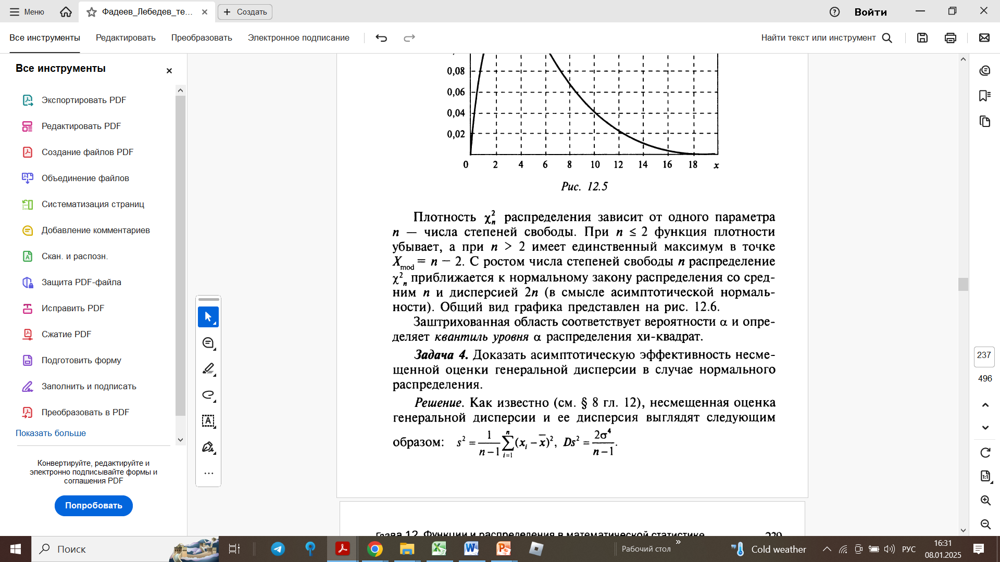 Меню
Фадеев_Лебедев_те...
Создать
Войти
Все инструменты
Редактировать
Преобразовать
Электронное подписание
Найти текст или инструмент
Все инструменты
Экспортировать PDF
Редактировать PDF
Создание файлов PDF
Объединение файлов
Систематизация страниц
Добавление комментариев
Скан. и распозн.
Защита PDF-файла
Исправить PDF
Сжатие PDF
Подготовить форму
Заполнить и подписать
Преобразовать в PDF
Показать больше
Конвертируйте, редактируйте и
электронно подписывайте формы и
соглашения PDF
Попробовать
0,08
0,06
0,04
0,02
0 2 4 6 8 10 12 14 16 18 x
Рис. 12.5
Плотность χ²ₙ распределения зависит от одного параметра
n — числа степеней свободы. При n ≤ 2 функция плотности
убывает, а при n > 2 имеет единственный максимум в точке
X_mod = n − 2. С ростом числа степеней свободы n распределение
χ²ₙ приближается к нормальному закону распределения со сред-
ним n и дисперсией 2n (в смысле асимптотической нормаль-
ности). Общий вид графика представлен на рис. 12.6.
Заштрихованная область соответствует вероятности α и опре-
деляет квантиль уровня α распределения хи-квадрат.
Задача 4. Доказать асимптотическую эффективность несме-
щенной оценки генеральной дисперсии в случае нормального
распределения.
Решение. Как известно (см. § 8 гл. 12), несмещенная оценка
генеральной дисперсии и ее дисперсия выглядят следующим
образом: s² = 1/(n−1) ∑ᵢ₌₁ⁿ (xᵢ − x̄)², Ds² = 2σ⁴/(n−1).
Глава 12. Функции и распределения в математической статистике 239
237
496
1:1
Поиск
Рабочий стол
Cold weather
РУС
16:31
08.01.2025